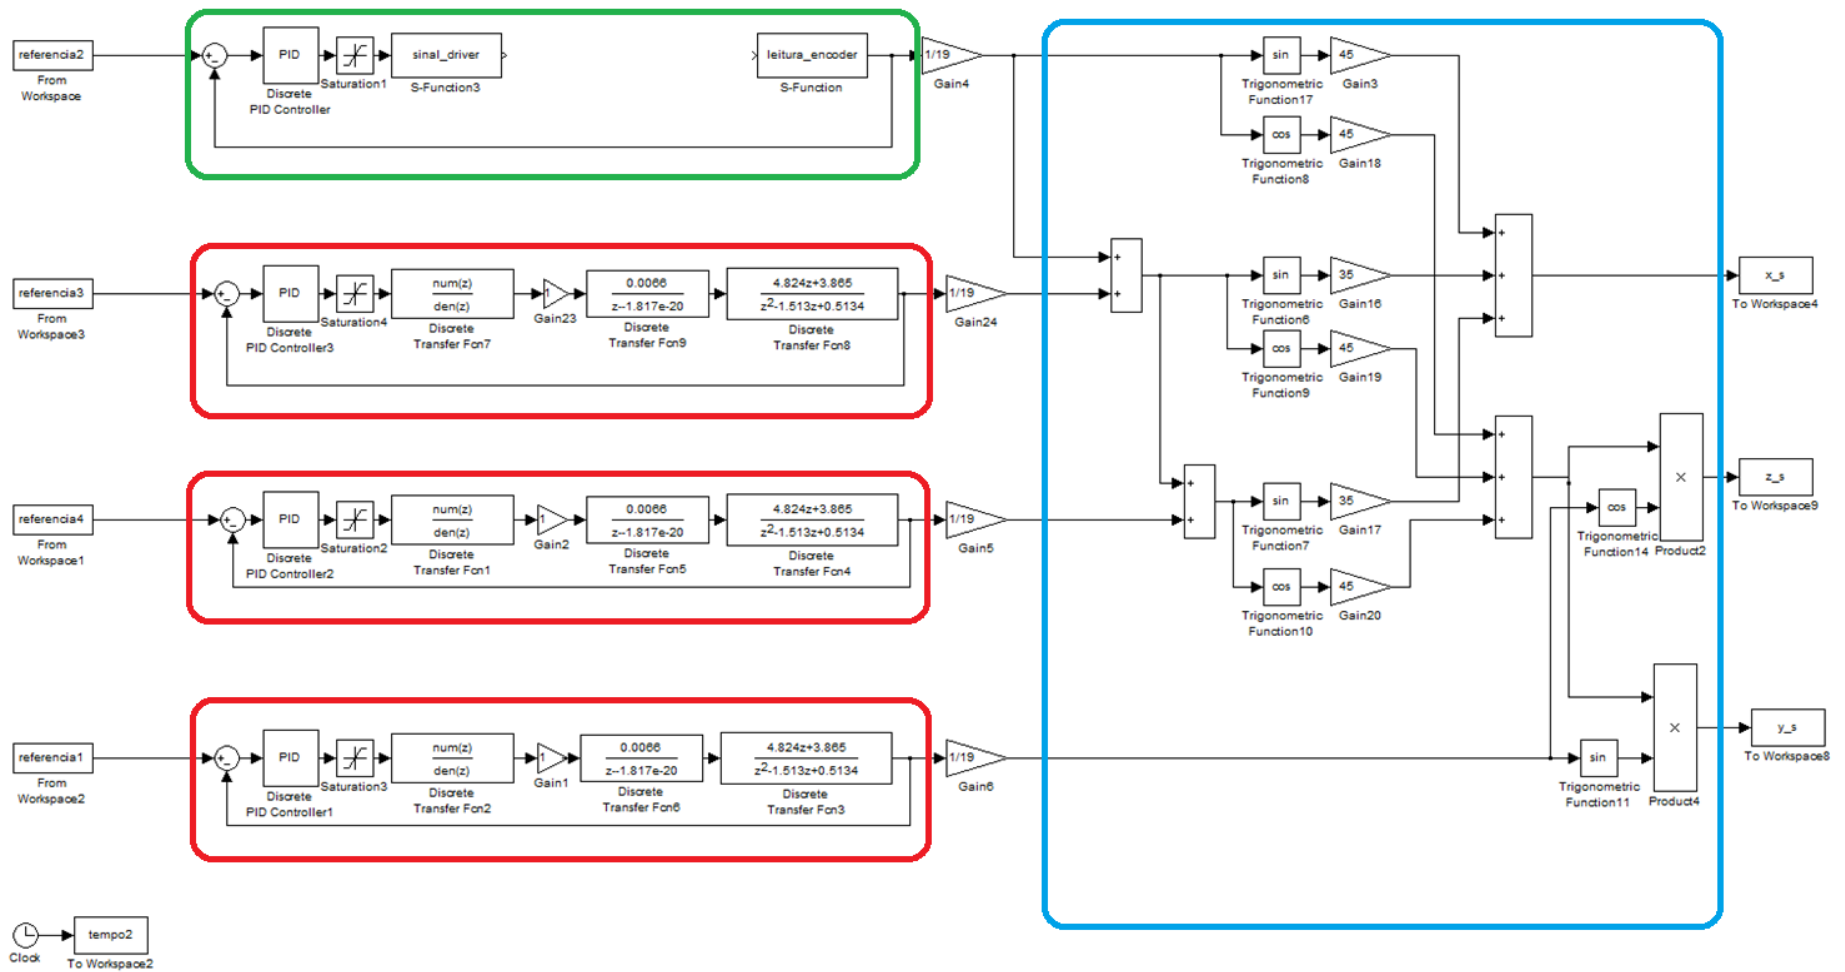 referencia2
From
Workspace
PID
Discrete
PID Controller
Saturation1
sinal_driver
S-Function3
leitura_encoder
S-Function
1/19
Gain4
sin
Trigonometric
Function17
45
Gain3
cos
Trigonometric
Function8
45
Gain18
referencia3
From
Workspace3
PID
Discrete
PID Controller3
Saturation4
num(z)
den(z)
Discrete
Transfer Fcn7
1
Gain23
0.0066
z--1.817e-20
Discrete
Transfer Fcn9
4.824z+3.865
z2-1.513z+0.5134
Discrete
Transfer Fcn8
1/19
Gain24
sin
Trigonometric
Function6
35
Gain16
cos
Trigonometric
Function9
45
Gain19
x_s
To Workspace4
referencia4
From
Workspace1
PID
Discrete
PID Controller2
Saturation2
num(z)
den(z)
Discrete
Transfer Fcn1
1
Gain2
0.0066
z--1.817e-20
Discrete
Transfer Fcn5
4.824z+3.865
z2-1.513z+0.5134
Discrete
Transfer Fcn4
1/19
Gain5
sin
Trigonometric
Function7
35
Gain17
cos
Trigonometric
Function10
45
Gain20
cos
Trigonometric
Function14
×
Product2
z_s
To Workspace9
referencia1
From
Workspace2
PID
Discrete
PID Controller1
Saturation3
num(z)
den(z)
Discrete
Transfer Fcn2
1
Gain1
0.0066
z--1.817e-20
Discrete
Transfer Fcn6
4.824z+3.865
z2-1.513z+0.5134
Discrete
Transfer Fcn3
1/19
Gain6
sin
Trigonometric
Function11
×
Product4
y_s
To Workspace8
Clock
tempo2
To Workspace2